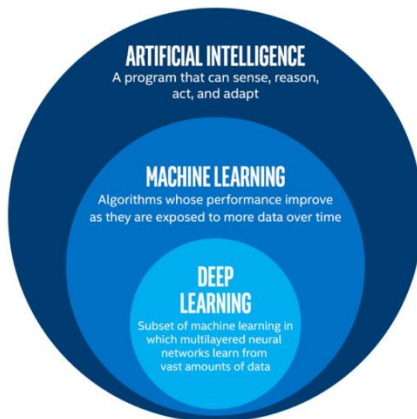 ARTIFICIAL INTELLIGENCE
A program that can sense, reason,
act, and adapt
MACHINE LEARNING
Algorithms whose performance improve
as they are exposed to more data over time
DEEP
LEARNING
Subset of machine learning in
which multilayered neural
networks learn from
vast amounts of data